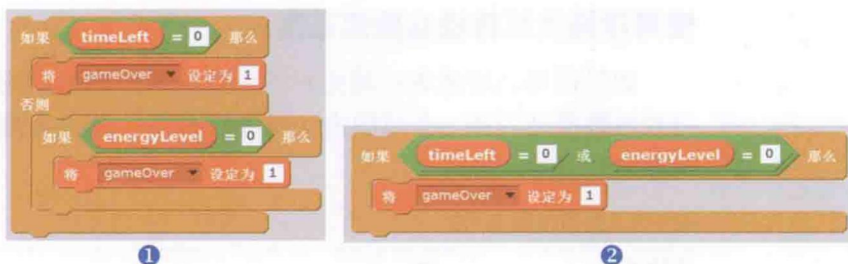 如果 timeLeft = 0 那么
将 gameOver 设定为 1
否则
如果 energyLevel = 0 那么
将 gameOver 设定为 1
❶
如果 timeLeft = 0 或 energyLevel = 0 那么
将 gameOver 设定为 1
❷